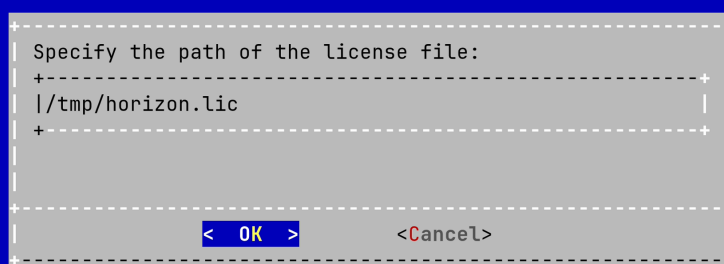 Specify the path of the license file:
/tmp/horizon.lic
< OK > <Cancel>